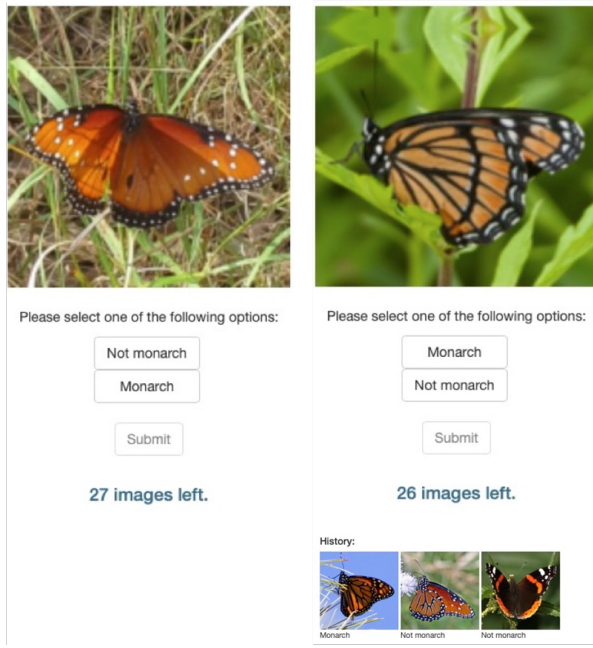 Please select one of the following options:
Not monarch
Monarch
Submit
27 images left.
Please select one of the following options:
Monarch
Not monarch
Submit
26 images left.
History:
Monarch
Not monarch
Not monarch